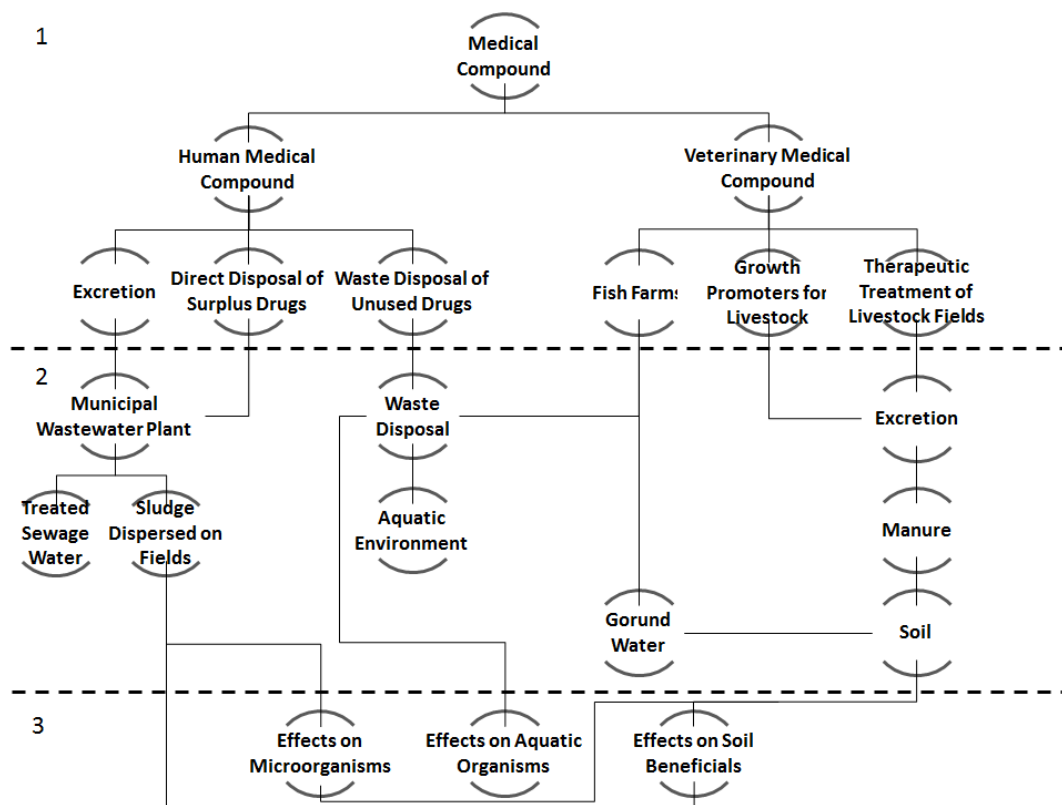 1
Medical
Compound
Human Medical
Compound
Veterinary Medical
Compound
Excretion
Direct Disposal of
Surplus Drugs
Waste Disposal of
Unused Drugs
Fish Farms
Growth
Promoters for
Livestock
Therapeutic
Treatment of
Livestock Fields
2
Municipal
Wastewater Plant
Waste
Disposal
Excretion
Treated
Sewage
Water
Sludge
Dispersed on
Fields
Aquatic
Environment
Manure
Gorund
Water
Soil
3
Effects on
Microorganisms
Effects on Aquatic
Organisms
Effects on Soil
Beneficials